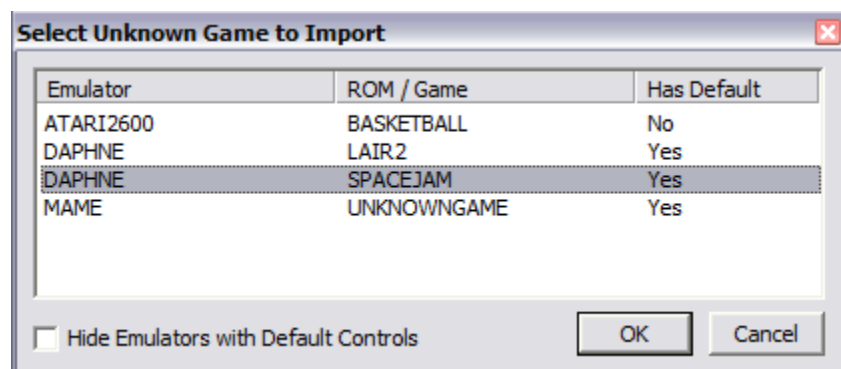 Select Unknown Game to Import
Emulator ROM / Game Has Default
ATARI2600 BASKETBALL No
DAPHNE LAIR2 Yes
DAPHNE SPACEJAM Yes
MAME UNKNOWNGAME Yes
Hide Emulators with Default Controls OK Cancel